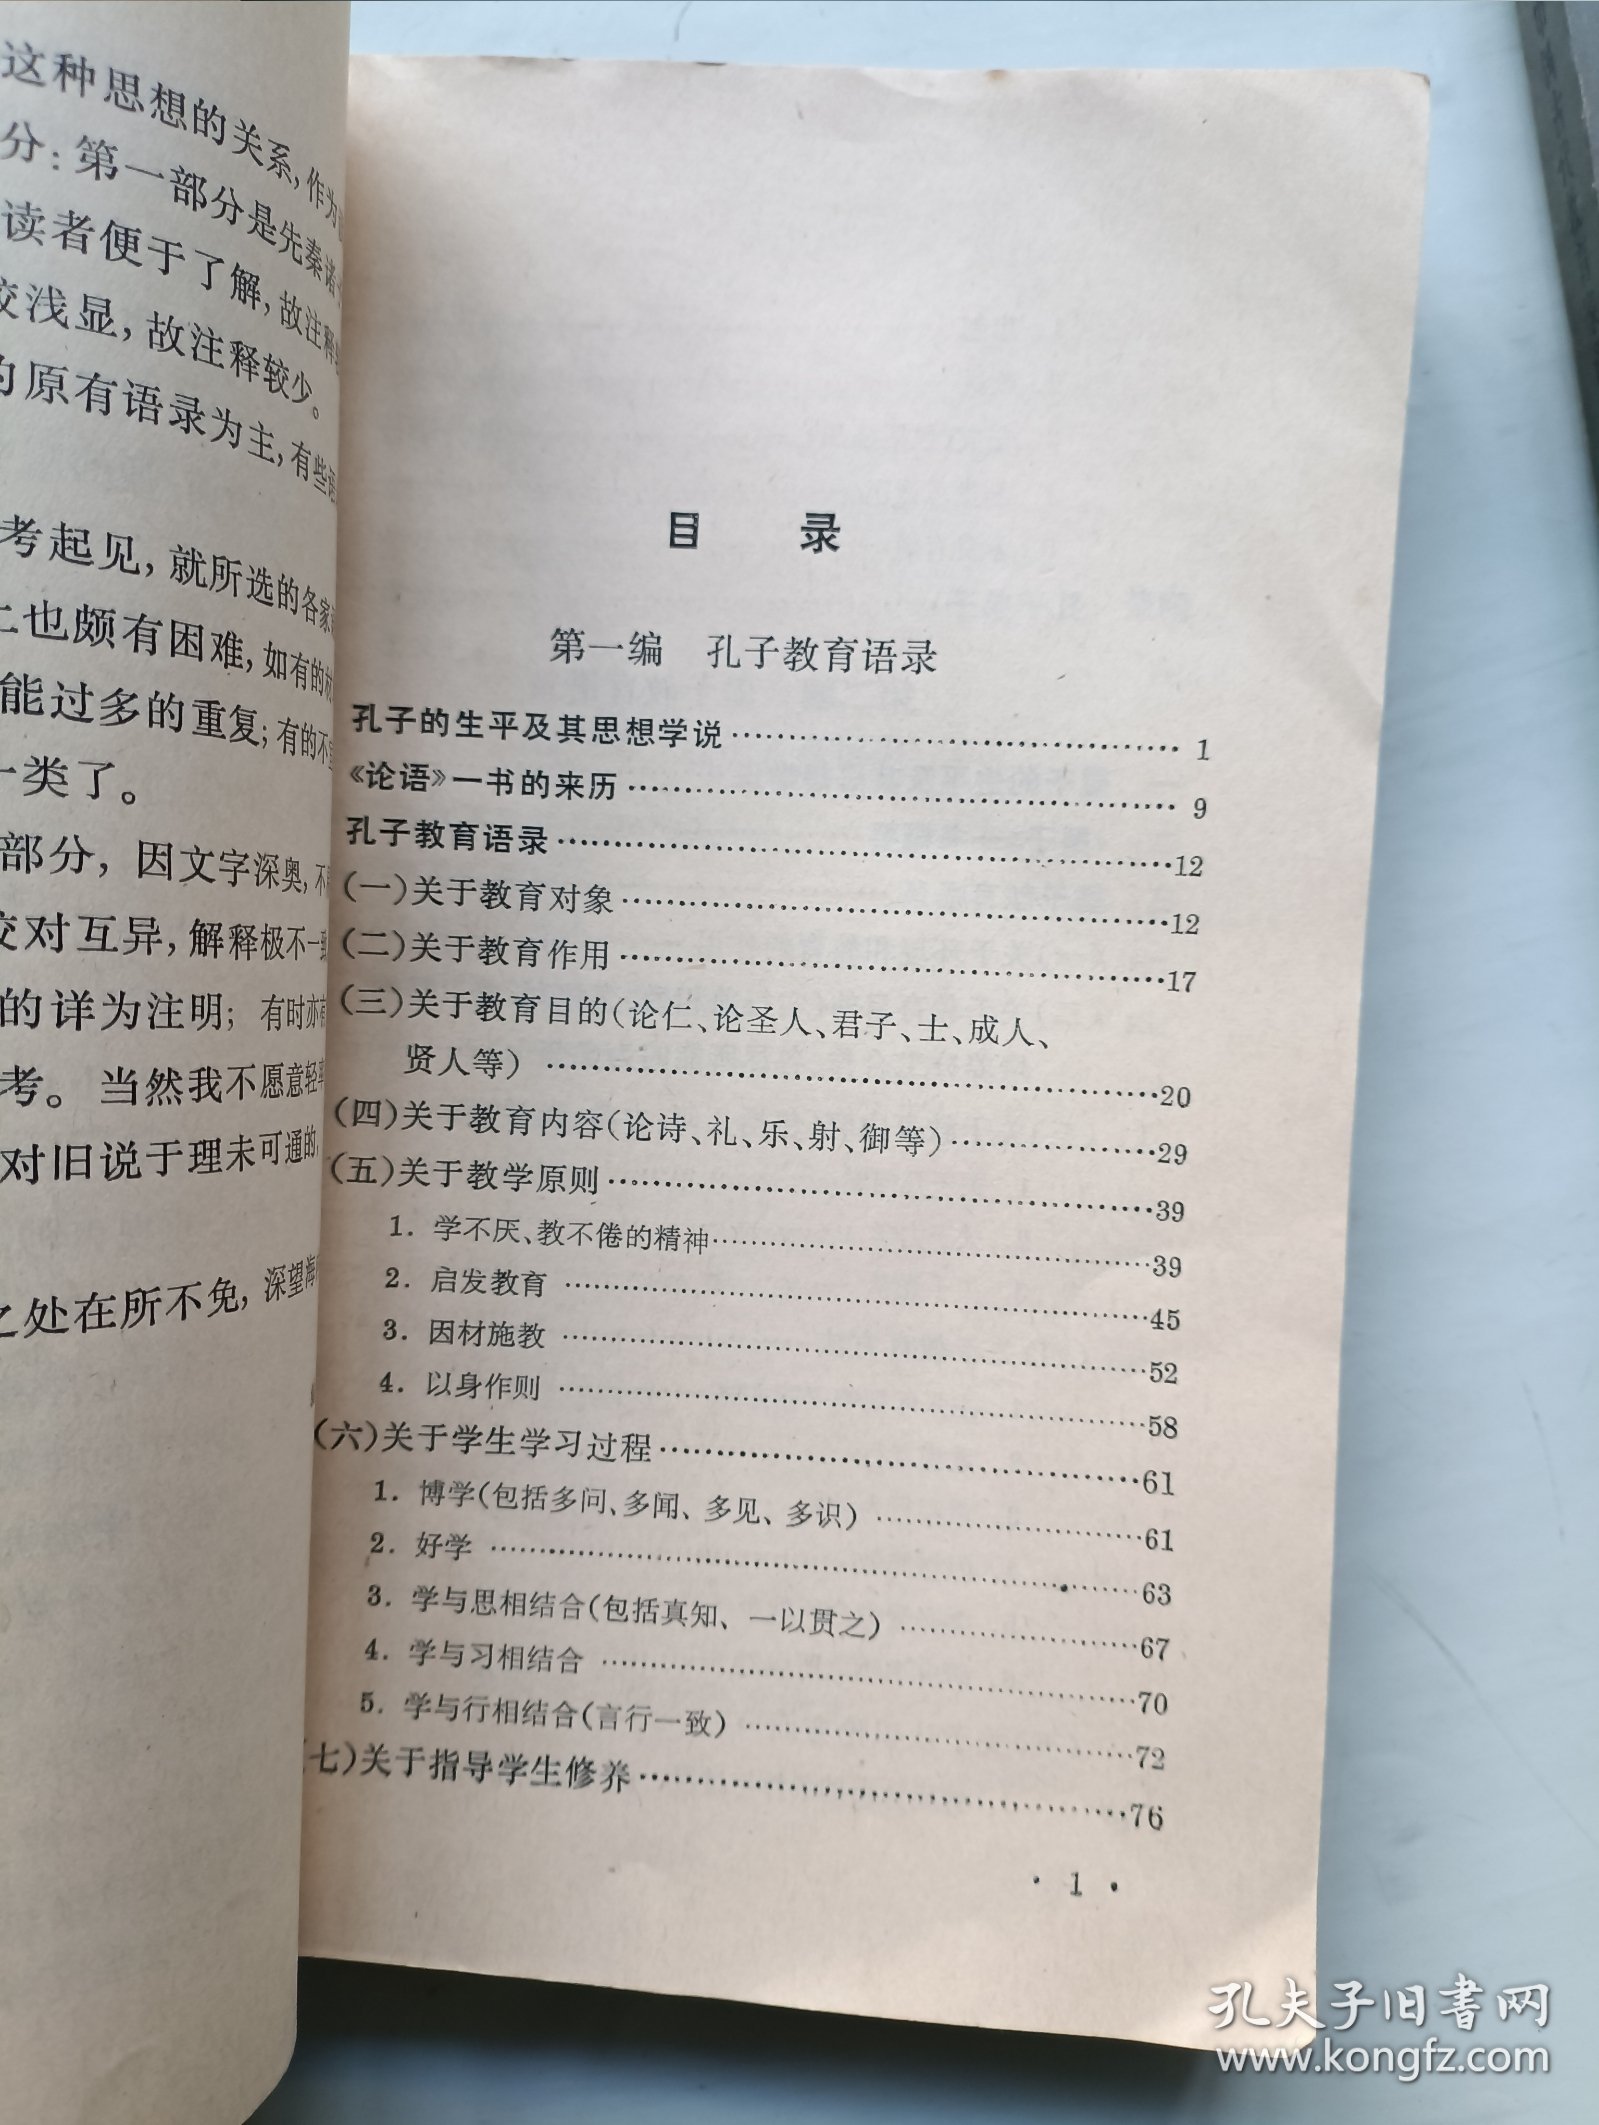 这种思想的关系,作为
分:第一部分是先秦诸
读者便于了解,故注释
较浅显,故注释较少。
的原有语录为主,有些
考起见,就所选的各家
上也颇有困难,如有的
能过多的重复;有的不
一类了。
部分,因文字深奥,不
校对互异,解释极不一致
的详为注明;有时亦
考。当然我不愿意轻率
对旧说于理未可通的,
之处在所不免,深望海
目 录
第一编 孔子教育语录
孔子的生平及其思想学说……1
《论语》一书的来历……9
孔子教育语录……12
(一)关于教育对象……12
(二)关于教育作用……17
(三)关于教育目的(论仁、论圣人、君子、士、成人、
贤人等)……20
(四)关于教育内容(论诗、礼、乐、射、御等)……29
(五)关于教学原则……39
1. 学不厌、教不倦的精神……39
2. 启发教育……45
3. 因材施教……52
4. 以身作则……58
(六)关于学生学习过程……61
1. 博学(包括多问、多闻、多见、多识)……61
2. 好学……63
3. 学与思相结合(包括真知、一以贯之)……67
4. 学与习相结合……70
5. 学与行相结合(言行一致)……72
(七)关于指导学生修养……76
· 1 ·
孔夫子旧书网
www.kongfz.com